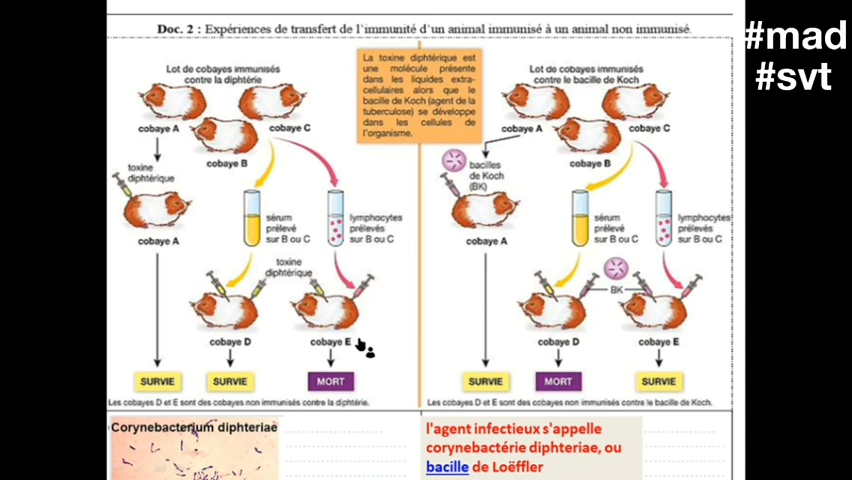 Doc. 2 : Expériences de transfert de l'immunité d'un animal immunisé à un animal non immunisé.
#mad
#svt
Lot de cobayes immunisés
contre la diphtérie
cobaye A
cobaye C
cobaye B
toxine
diphtérique
cobaye A
sérum
prélevé
sur B ou C
lymphocytes
prélevés
sur B ou C
toxine
diphtérique
cobaye D
cobaye E
SURVIE
SURVIE
MORT
Les cobayes D et E sont des cobayes non immunisés contre la diphtérie.
La toxine diphtérique est
une molécule présente
dans les liquides extra-
cellulaires alors que le
bacille de Koch (agent de la
tuberculose) se développe
dans les cellules de
l'organisme.
Lot de cobayes immunisés
contre le bacille de Koch
cobaye A
cobaye C
cobaye B
bacilles
de Koch
(BK)
cobaye A
sérum
prélevé
sur B ou C
lymphocytes
prélevés
sur B ou C
BK
cobaye D
cobaye E
SURVIE
MORT
SURVIE
Les cobayes D et E sont des cobayes non immunisés contre le bacille de Koch.
Corynebacterium diphteriae
l'agent infectieux s'appelle
corynebactérie diphteriae, ou
bacille de Loëffler